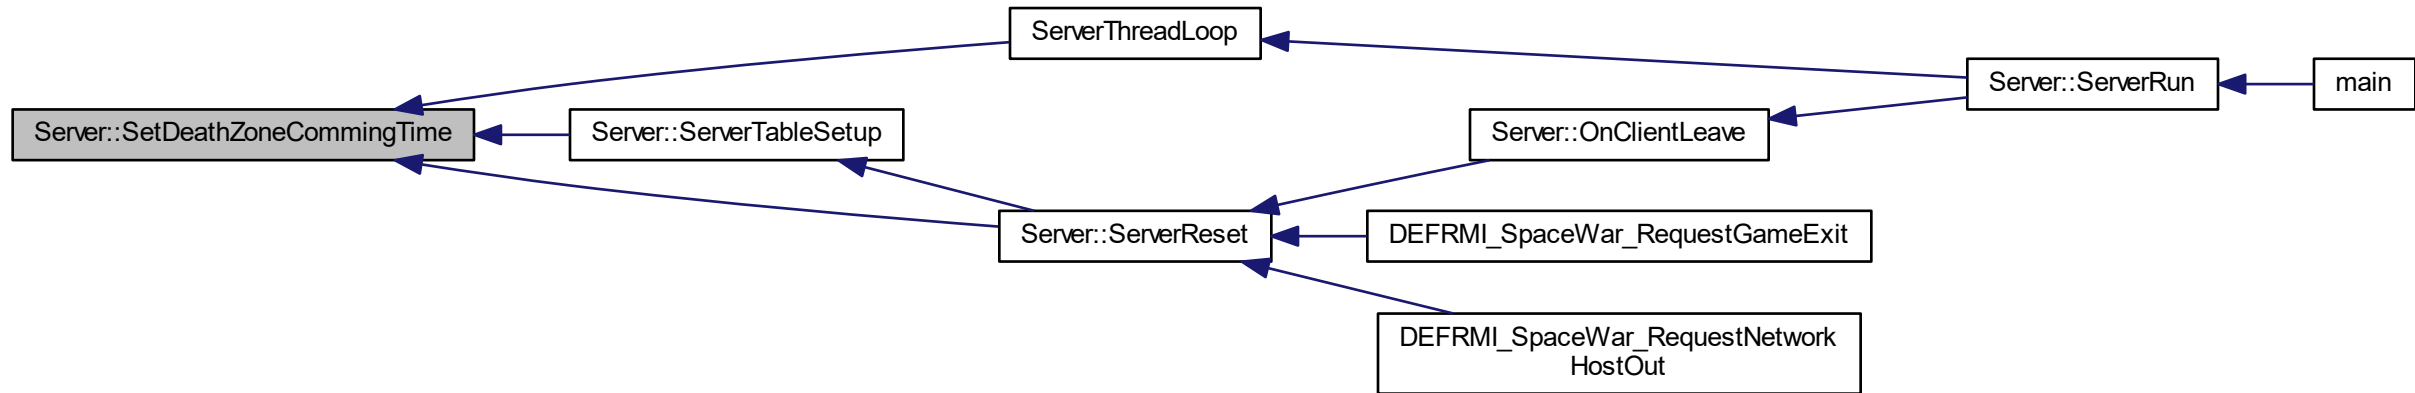 ServerThreadLoop
Server::ServerRun
main
Server::SetDeathZoneCommingTime
Server::ServerTableSetup
Server::OnClientLeave
Server::ServerReset
DEFRMI_SpaceWar_RequestGameExit
DEFRMI_SpaceWar_RequestNetwork
HostOut